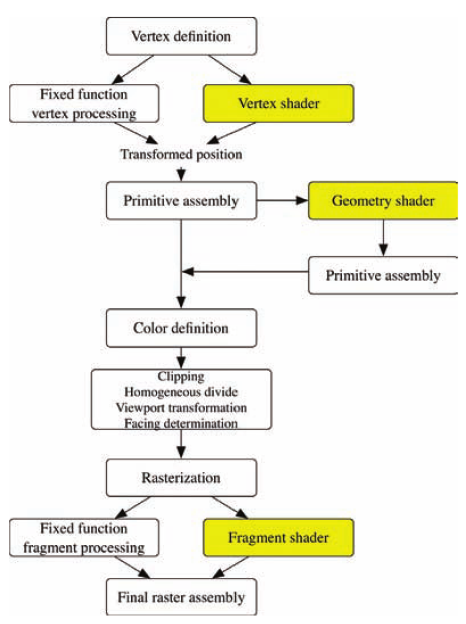 Vertex definition
Fixed function
vertex processing
Vertex shader
Transformed position
Primitive assembly
Geometry shader
Primitive assembly
Color definition
Clipping
Homogeneous divide
Viewport transformation
Facing determination
Rasterization
Fixed function
fragment processing
Fragment shader
Final raster assembly